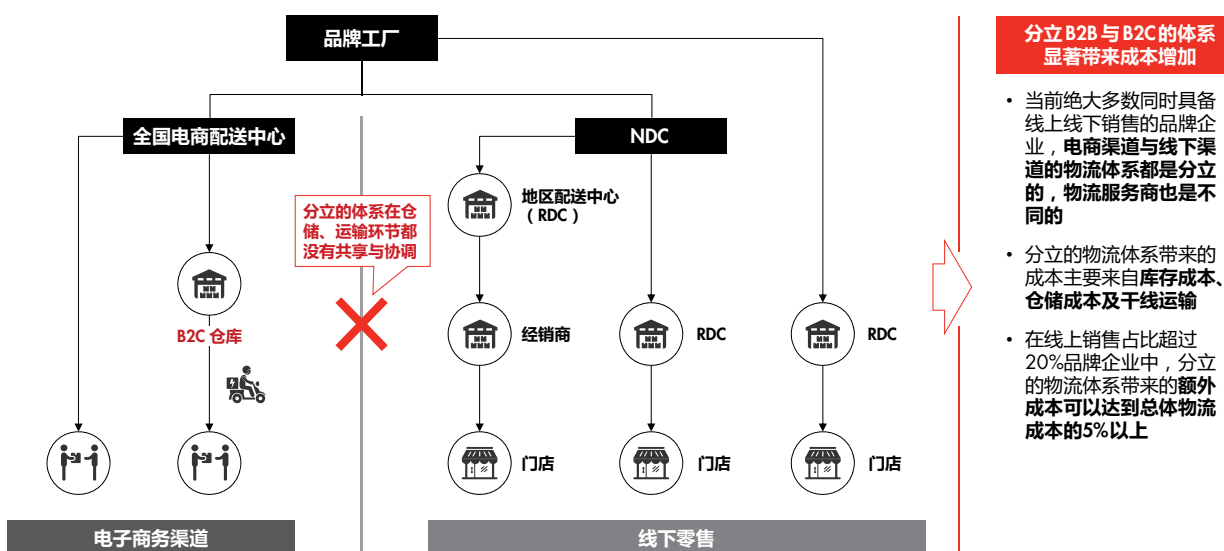 品牌工厂
全国电商配送中心
NDC
地区配送中心
（RDC）
分立的体系在仓
储、运输环节都
没有共享与协调
B2C 仓库
经销商
RDC
RDC
门店
门店
门店
电子商务渠道
线下零售
分立B2B与B2C的体系
显著带来成本增加
• 当前绝大多数同时具备
线上线下销售的品牌企
业，电商渠道与线下渠
道的物流体系都是分立
的，物流服务商也是不
同的
• 分立的物流体系带来的
成本主要来自库存成本、
仓储成本及干线运输
• 在线上销售占比超过
20%品牌企业中，分立
的物流体系带来的额外
成本可以达到总体物流
成本的5%以上